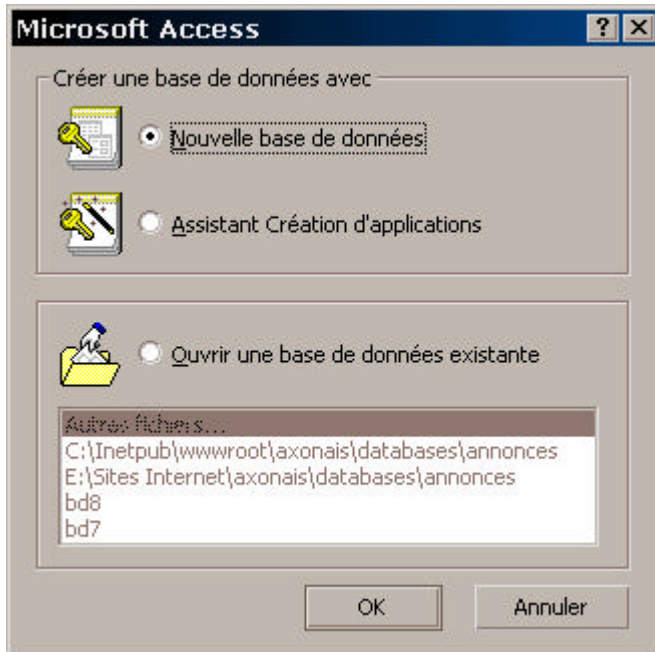 Microsoft Access
Créer une base de données avec
Nouvelle base de données
Assistant Création d'applications
Ouvrir une base de données existante
Autres fichiers...
C:\Inetpub\wwwroot\axonais\databases\annonces
E:\Sites Internet\axonais\databases\annonces
bd8
bd7
OK
Annuler